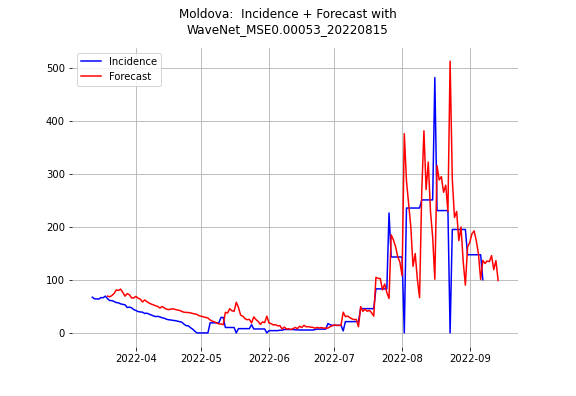 Moldova:  Incidence + Forecast with
WaveNet_MSE0.00053_20220815
Incidence
Forecast
500
400
300
200
100
0
2022-04 2022-05 2022-06 2022-07 2022-08 2022-09